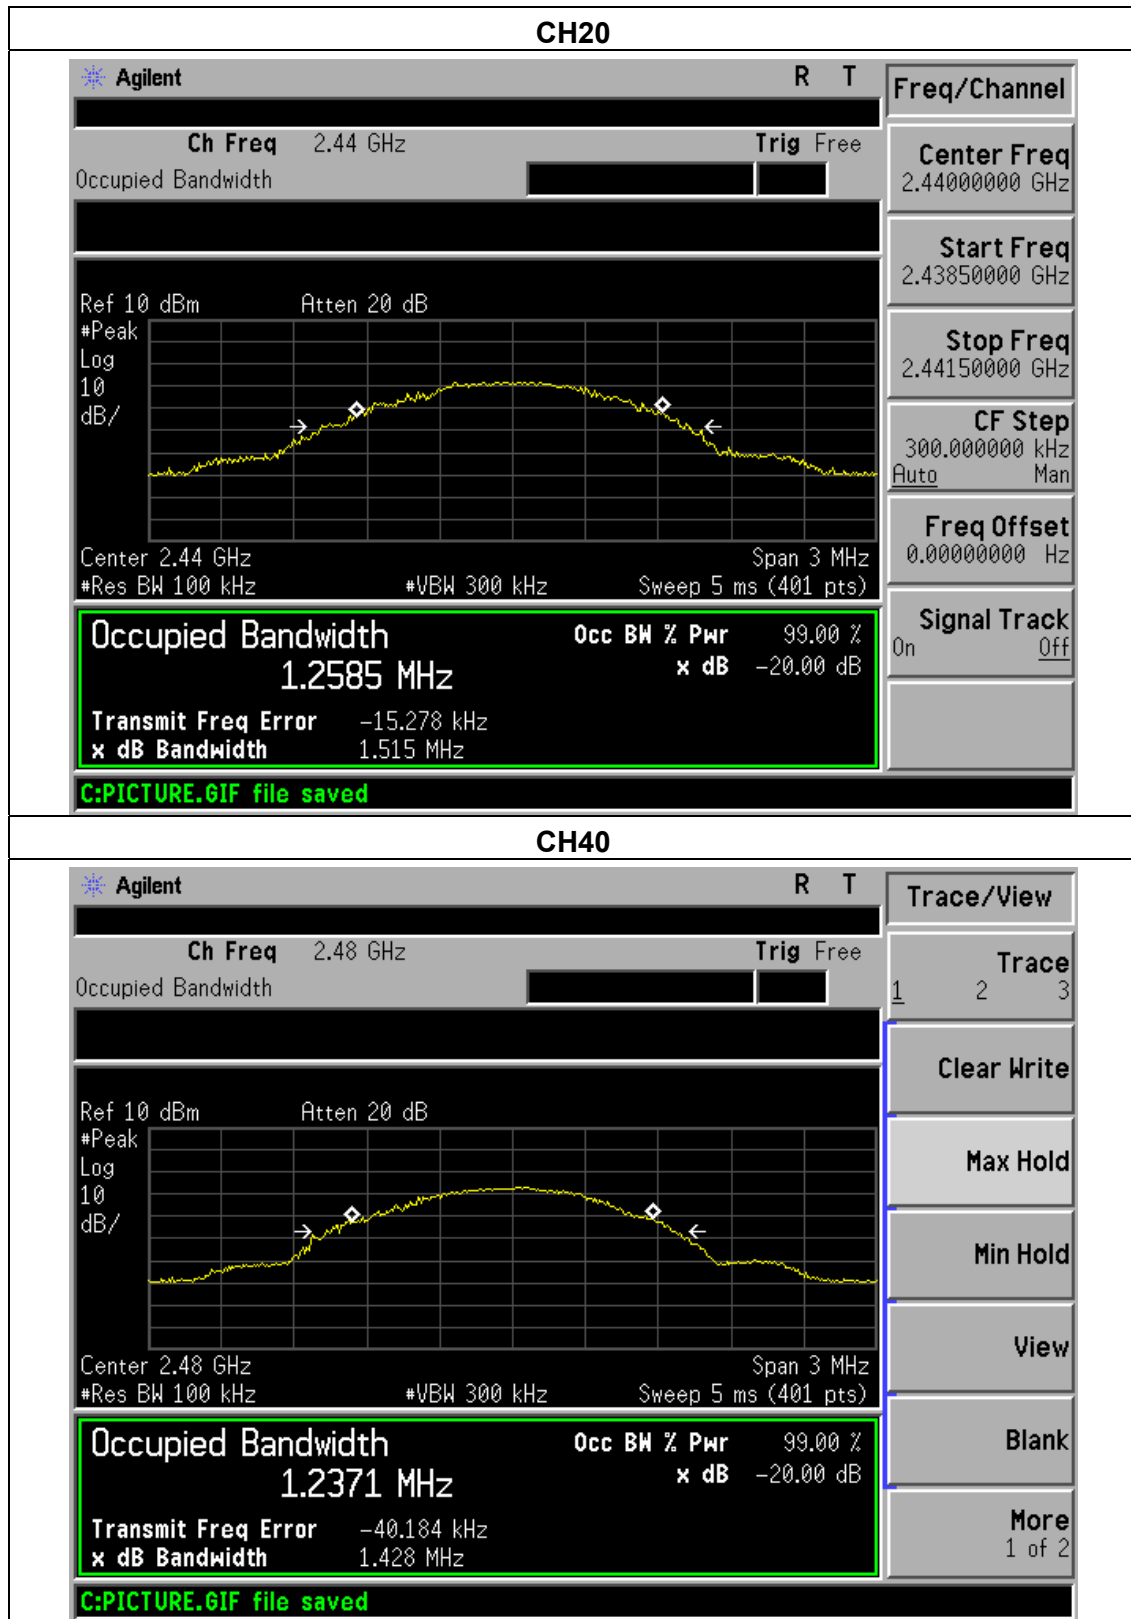 CH20
Agilent R T
Freq/Channel
Ch Freq 2.44 GHz Trig Free
Occupied Bandwidth
Center Freq
2.44000000 GHz
Start Freq
2.43850000 GHz
Ref 10 dBm Atten 20 dB
#Peak
Log
10
dB/
Stop Freq
2.44150000 GHz
CF Step
300.000000 kHz
Auto Man
Freq Offset
0.00000000 Hz
Center 2.44 GHz Span 3 MHz
#Res BW 100 kHz #VBW 300 kHz Sweep 5 ms (401 pts)
Signal Track
On Off
Occupied Bandwidth Occ BW % Pwr 99.00 %
1.2585 MHz x dB -20.00 dB
Transmit Freq Error -15.278 kHz
x dB Bandwidth 1.515 MHz
C:PICTURE.GIF file saved
CH40
Agilent R T
Trace/View
Ch Freq 2.48 GHz Trig Free
Occupied Bandwidth
Trace
1 2 3
Clear Write
Ref 10 dBm Atten 20 dB
#Peak
Log
10
dB/
Max Hold
Min Hold
View
Center 2.48 GHz Span 3 MHz
#Res BW 100 kHz #VBW 300 kHz Sweep 5 ms (401 pts)
Blank
Occupied Bandwidth Occ BW % Pwr 99.00 %
1.2371 MHz x dB -20.00 dB
Transmit Freq Error -40.184 kHz
x dB Bandwidth 1.428 MHz
More
1 of 2
C:PICTURE.GIF file saved